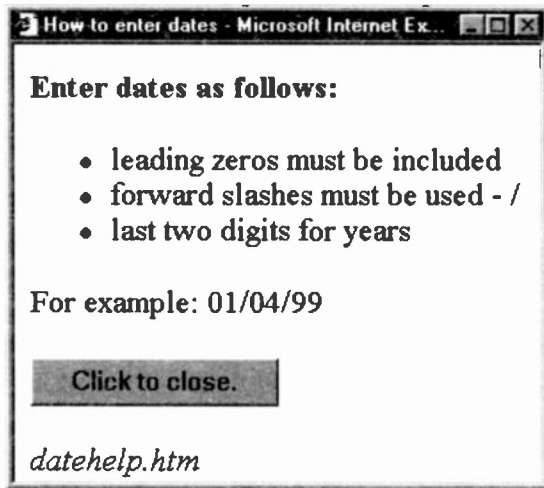 How to enter dates - Microsoft Internet Ex...
Enter dates as follows:
• leading zeros must be included
• forward slashes must be used - /
• last two digits for years
For example: 01/04/99
Click to close.
datehelp.htm